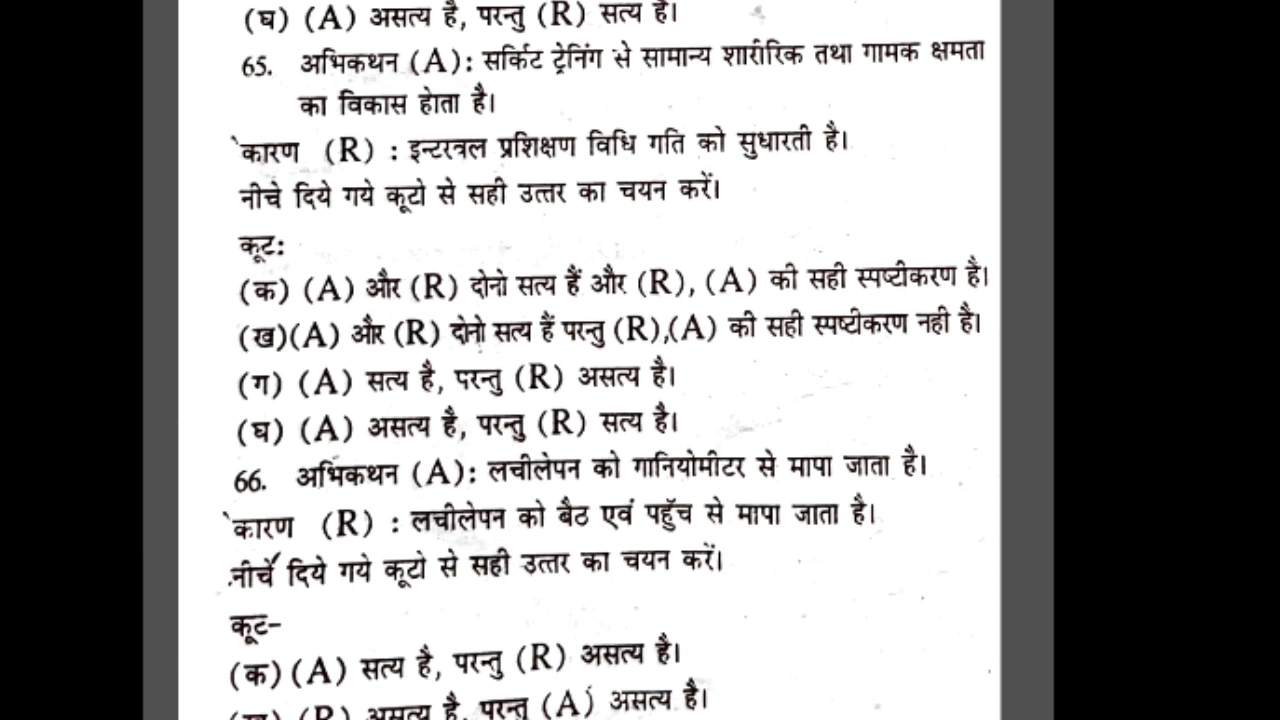 (घ) (A) असत्य है, परन्तु (R) सत्य है।
65. अभिकथन (A): सर्किट ट्रेनिंग से सामान्य शारीरिक तथा गामक क्षमता
का विकास हाेता है।
कारण (R) : इन्टरवल प्रशिक्षण विधि गति को सुधारती है।
नीचे दिये गये कूटो से सही उत्तर का चयन करें।
कूट:
(क) (A) और (R) दोनो सत्य हैं और (R), (A) की सही स्पष्टीकरण है।
(ख)(A) और (R) दोनो सत्य हैं परन्तु (R),(A) की सही स्पष्टीकरण नही है।
(ग) (A) सत्य है, परन्तु (R) असत्य है।
(घ) (A) असत्य है, परन्तु (R) सत्य है।
66. अभिकथन (A): लचीलेपन को गानियोमीटर से मापा जाता है।
कारण (R) : लचीलेपन को बैठ एवं पहुँच से मापा जाता है।
नीचे दिये गये कूटो से सही उत्तर का चयन करें।
कूट-
(क) (A) सत्य है, परन्तु (R) असत्य है।
(ख) (R) असत्य है, परन्तु (A) असत्य है।